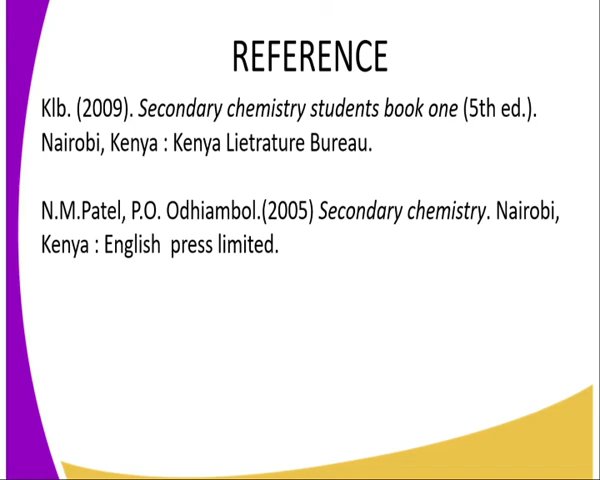 REFERENCE
Klb. (2009). Secondary chemistry students book one (5th ed.).
Nairobi, Kenya : Kenya Lietrature Bureau.
N.M.Patel, P.O. Odhiambol.(2005) Secondary chemistry. Nairobi,
Kenya : English press limited.